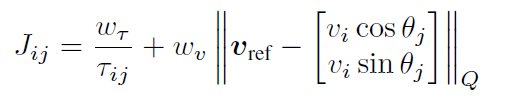 $J_{ij} = \frac{w_\tau}{\tau_{ij}} + w_v \left\| \boldsymbol{v}_{\text{ref}} - \begin{bmatrix} v_i \cos\theta_j \\ v_i \sin\theta_j \end{bmatrix} \right\|_Q$